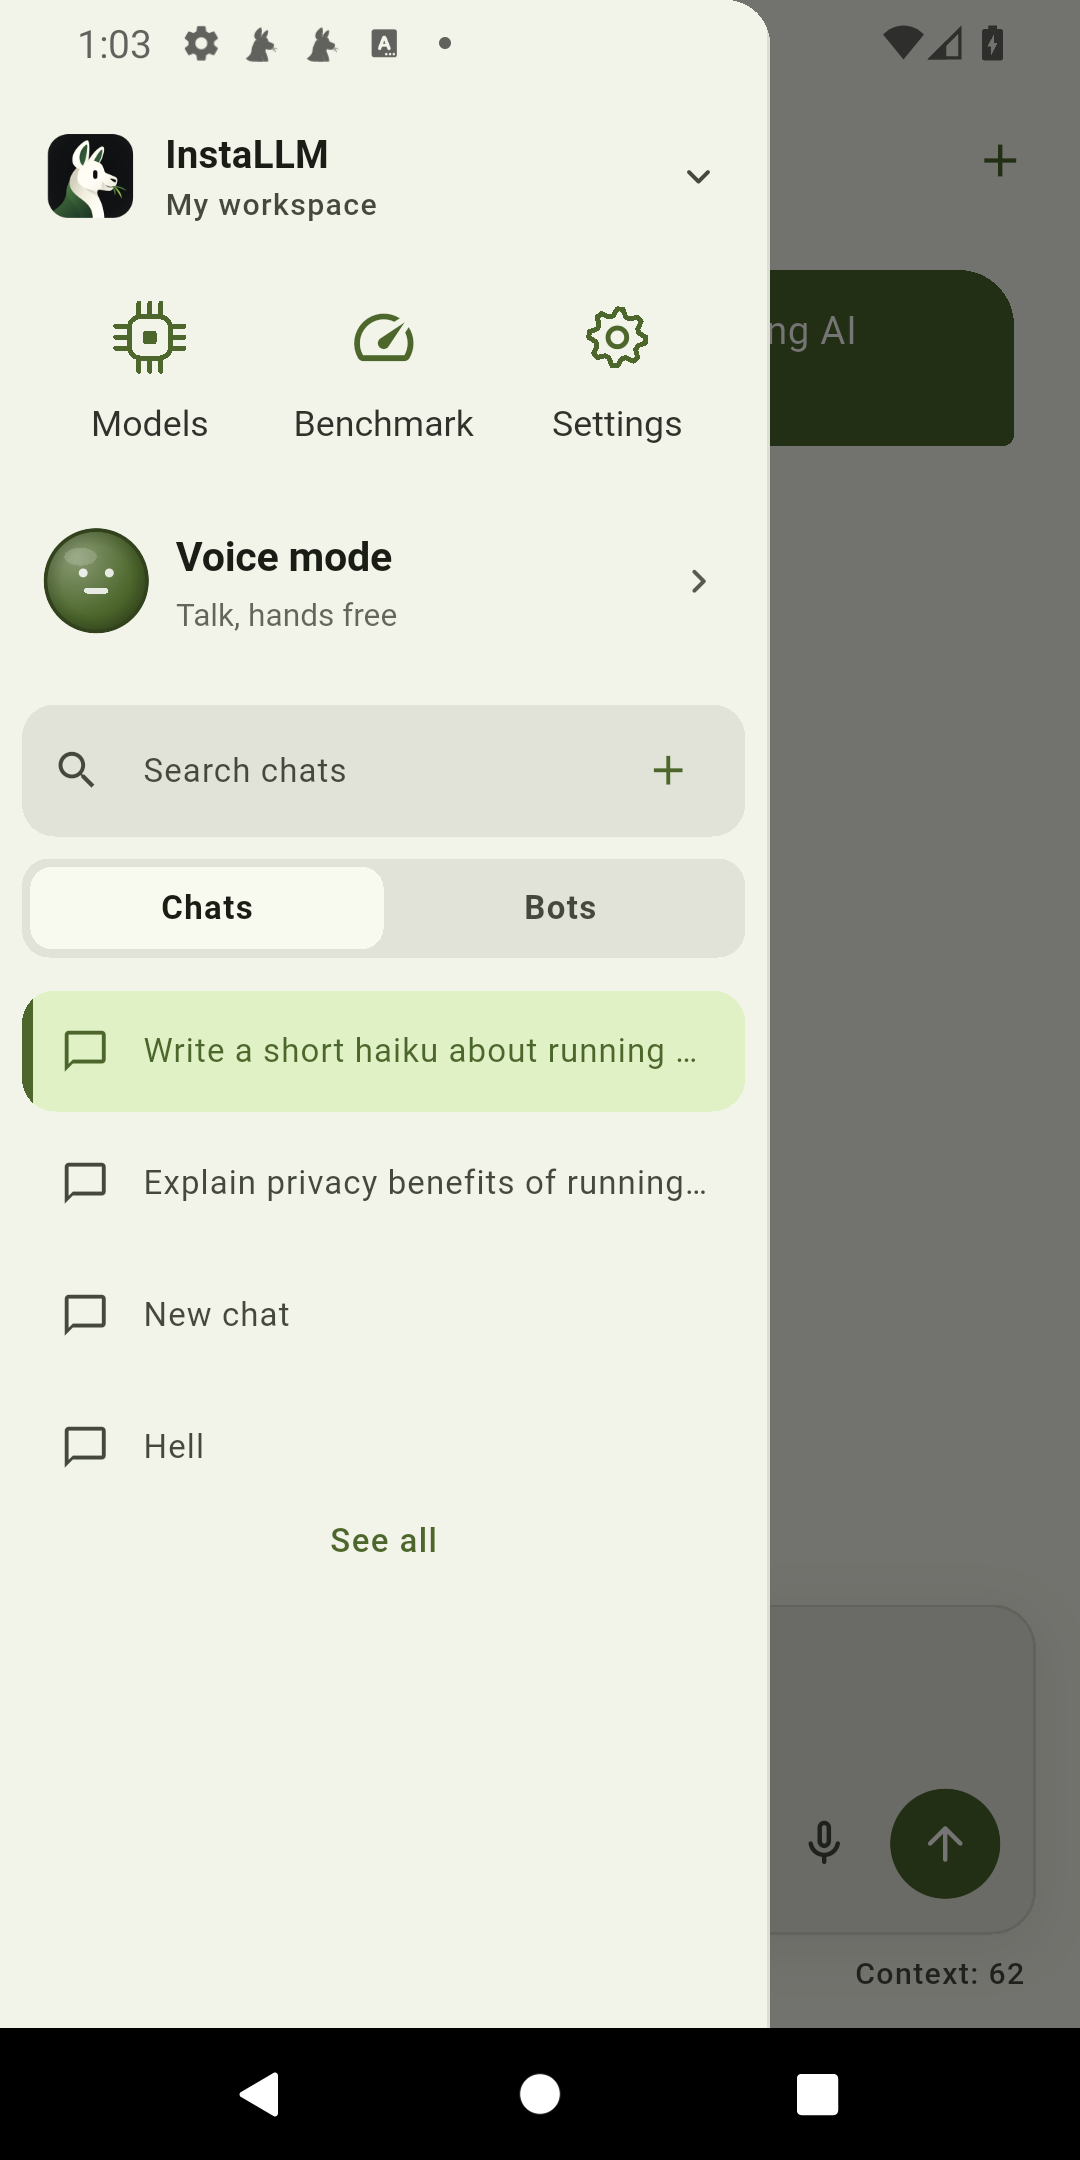 1:03
InstaLLM
My workspace
Models
Benchmark
Settings
ng AI
Voice mode
Talk, hands free
Search chats
Chats
Bots
Write a short haiku about running …
Explain privacy benefits of running…
New chat
Hell
See all
Context: 62